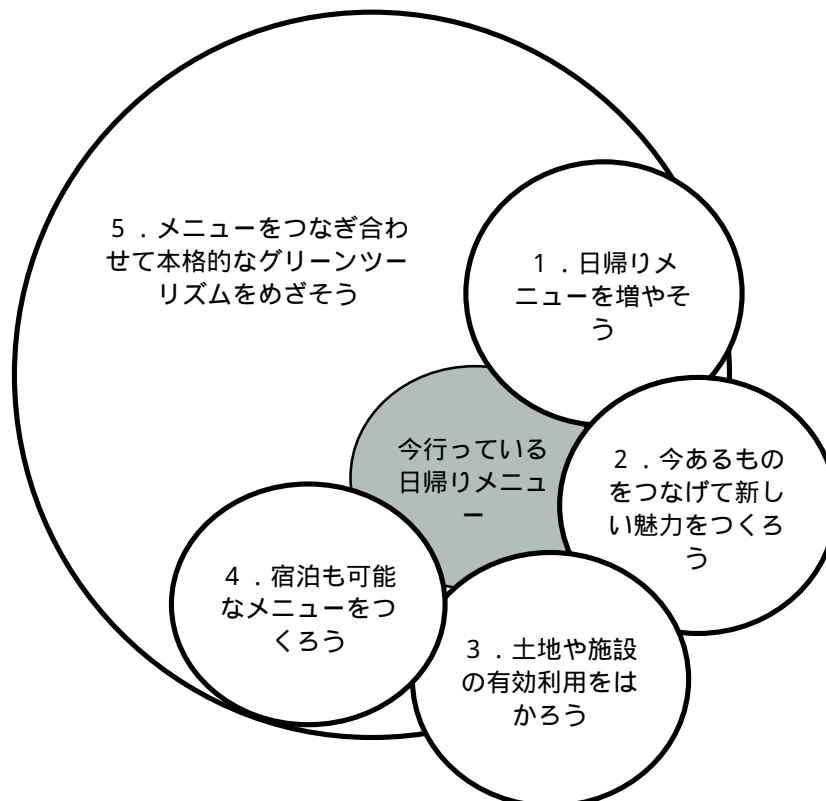 5．メニューをつなぎ合わ
せて本格的なグリーンツー
リズムをめざそう
1．日帰りメ
ニューを増やそ
う
今行っている
日帰りメニュ
ー
2．今あるもの
をつなげて新し
い魅力をつくろ
う
4．宿泊も可能
なメニューをつ
くろう
3．土地や施設
の有効利用をは
かろう